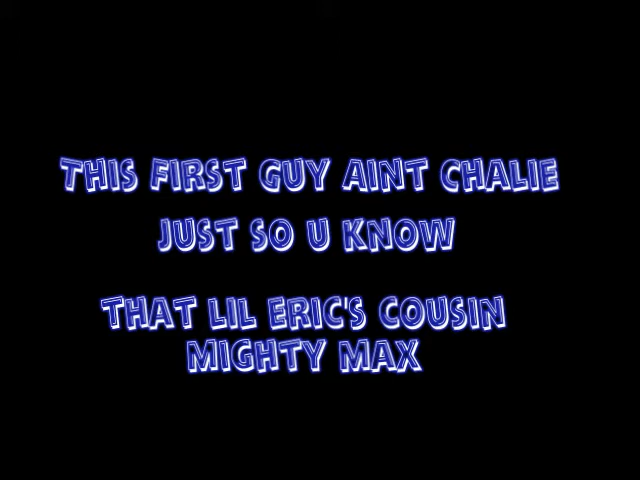 THIS FIRST GUY AINT CHALIE
JUST SO U KNOW
THAT LIL ERIC'S COUSIN
MIGHTY MAX